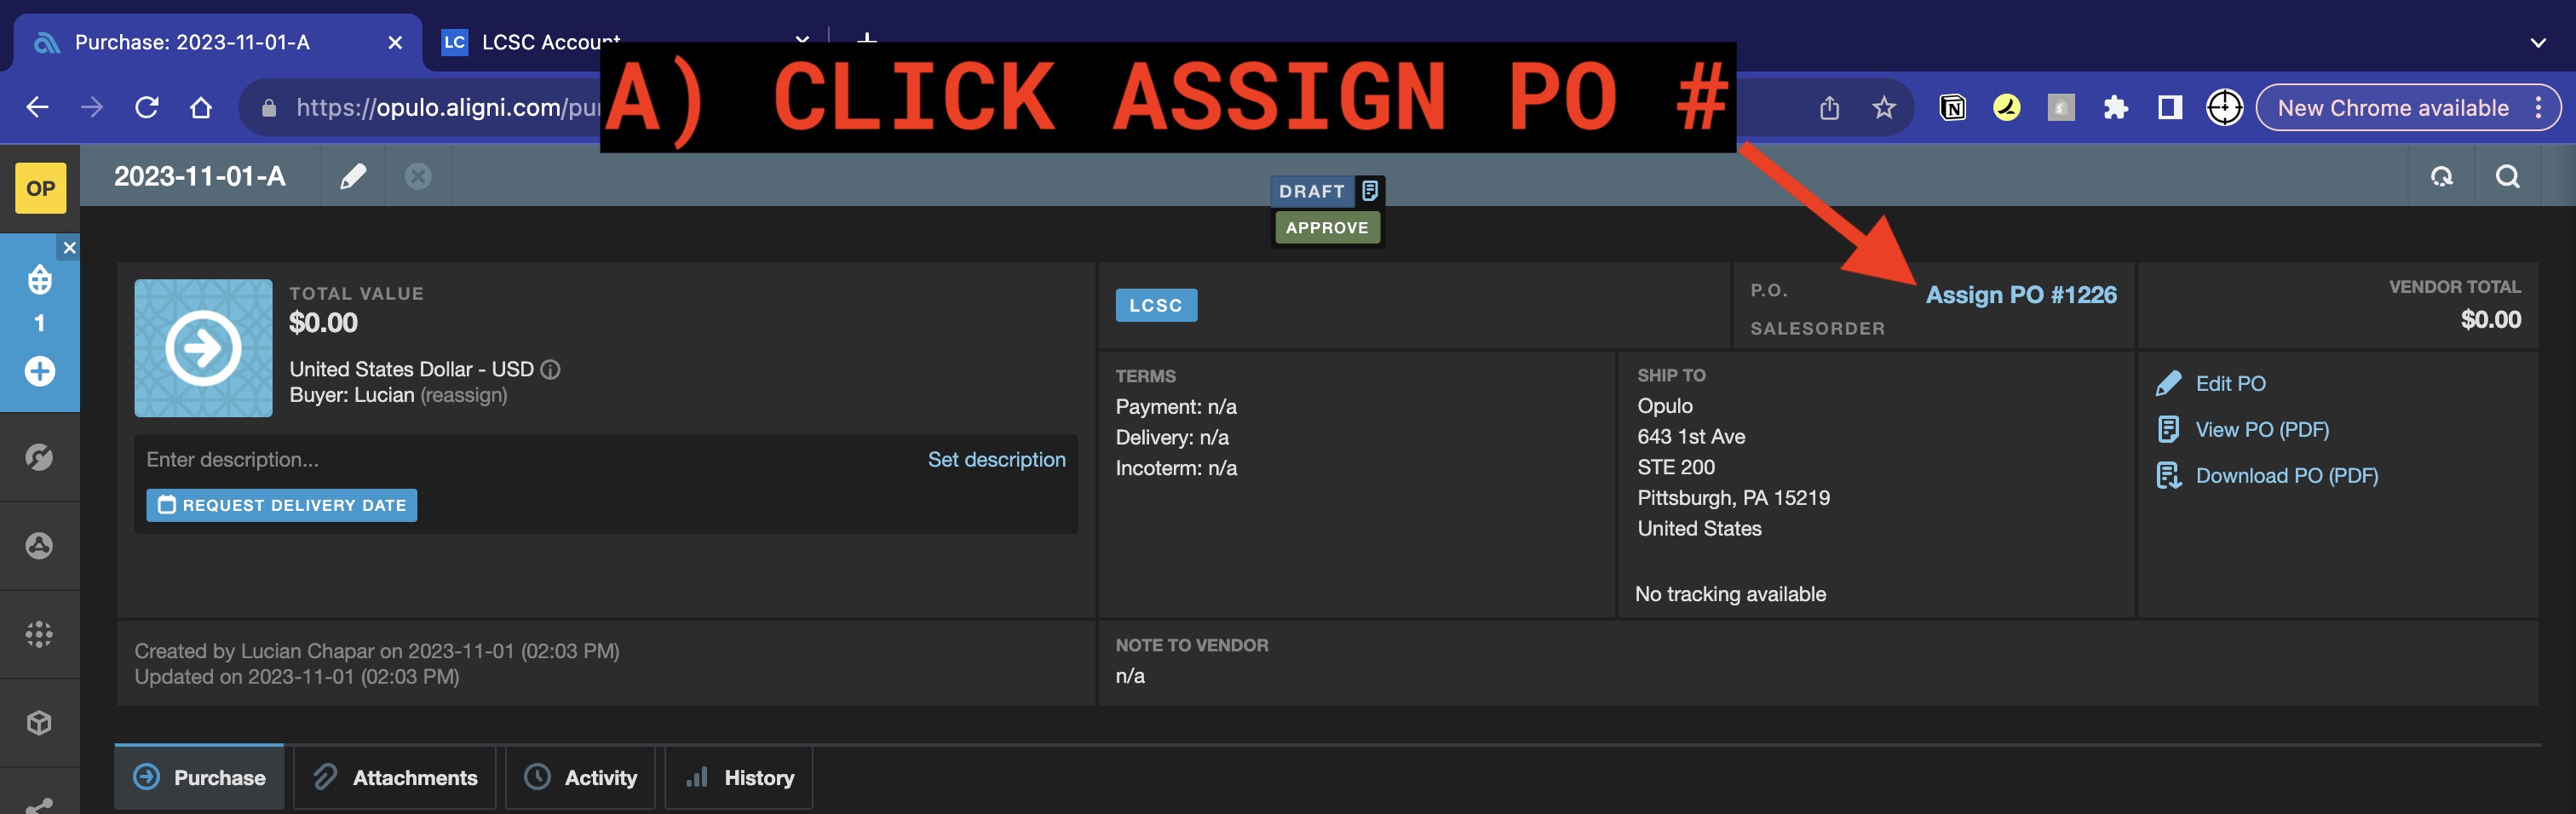 Purchase: 2023-11-01-A
LC LCSC Account
https://opulo.aligni.com/pur
A) CLICK ASSIGN PO #
New Chrome available
OP
2023-11-01-A
DRAFT
APPROVE
1
TOTAL VALUE
$0.00
United States Dollar - USD
Buyer: Lucian (reassign)
Enter description...
Set description
REQUEST DELIVERY DATE
LCSC
P.O.
Assign PO #1226
SALESORDER
VENDOR TOTAL
$0.00
TERMS
Payment: n/a
Delivery: n/a
Incoterm: n/a
SHIP TO
Opulo
643 1st Ave
STE 200
Pittsburgh, PA 15219
United States
No tracking available
Edit PO
View PO (PDF)
Download PO (PDF)
Created by Lucian Chapar on 2023-11-01 (02:03 PM)
Updated on 2023-11-01 (02:03 PM)
NOTE TO VENDOR
n/a
Purchase
Attachments
Activity
History